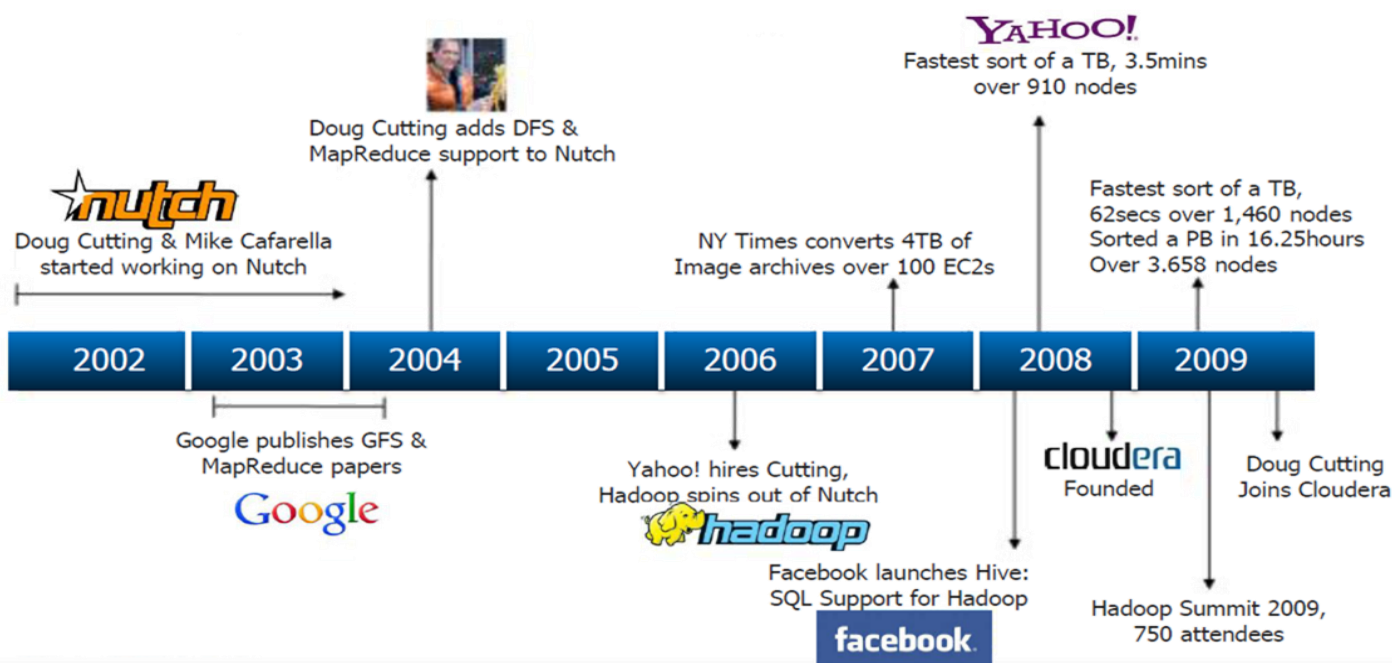 YAHOO!
Fastest sort of a TB, 3.5mins
over 910 nodes
Doug Cutting adds DFS &
MapReduce support to Nutch
nutch
Doug Cutting & Mike Cafarella
started working on Nutch
NY Times converts 4TB of
Image archives over 100 EC2s
Fastest sort of a TB,
62secs over 1,460 nodes
Sorted a PB in 16.25hours
Over 3.658 nodes
2002
2003
2004
2005
2006
2007
2008
2009
Google publishes GFS &
MapReduce papers
Google
Yahoo! hires Cutting,
Hadoop spins out of Nutch
hadoop
Facebook launches Hive:
SQL Support for Hadoop
facebook
cloudera
Founded
Doug Cutting
Joins Cloudera
Hadoop Summit 2009,
750 attendees